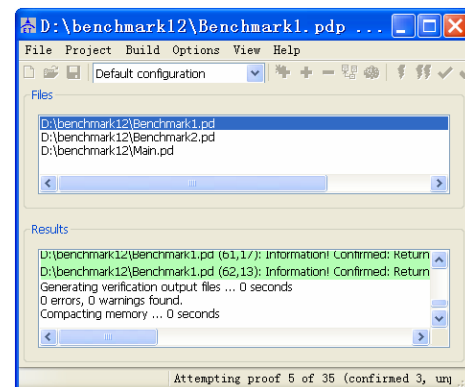 D:\benchmark12\Benchmark1.pdp ...
File Project Build Options View Help
Default configuration
Files
D:\benchmark12\Benchmark1.pd
D:\benchmark12\Benchmark2.pd
D:\benchmark12\Main.pd
Results
D:\benchmark12\Benchmark1.pd (61,17): Information! Confirmed: Return
D:\benchmark12\Benchmark1.pd (62,13): Information! Confirmed: Return
Generating verification output files ... 0 seconds
0 errors, 0 warnings found.
Compacting memory ... 0 seconds
Attempting proof 5 of 35 (confirmed 3,